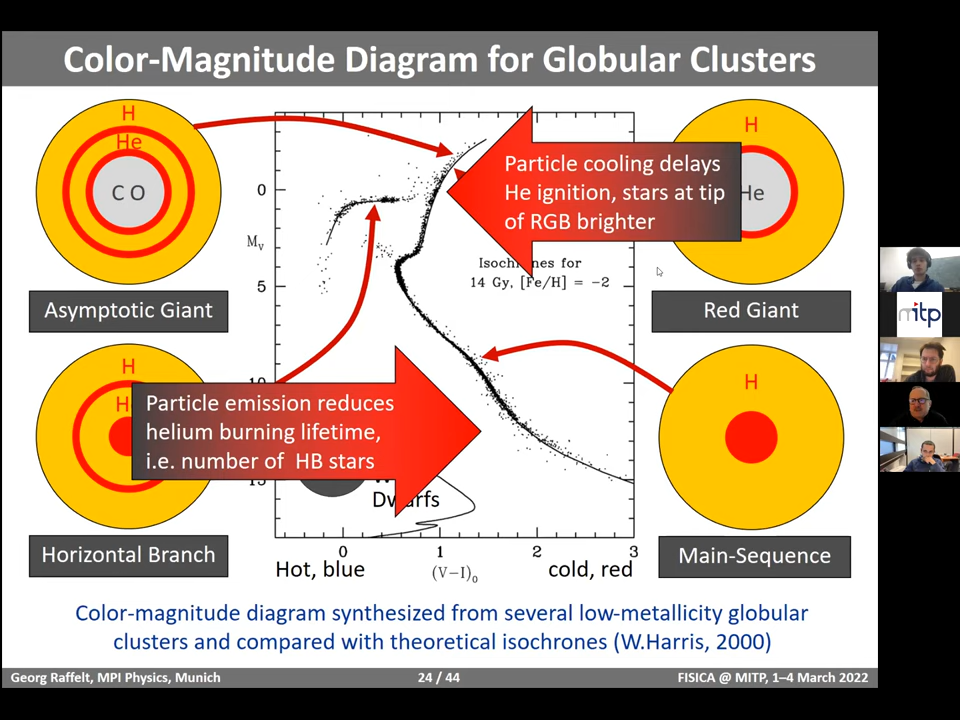 Color-Magnitude Diagram for Globular Clusters
H
He
C O
Asymptotic Giant
H
Horizontal Branch
0
5
10
15
M_V
0
1
2
3
Hot, blue
(V–I)₀
cold, red
Particle cooling delays
He ignition, stars at tip
of RGB brighter
Isochrones for
14 Gy, [Fe/H] = −2
Particle emission reduces
helium burning lifetime,
i.e. number of HB stars
Dwarfs
H
He
Red Giant
H
Main-Sequence
Color-magnitude diagram synthesized from several low-metallicity globular
clusters and compared with theoretical isochrones (W.Harris, 2000)
Georg Raffelt, MPI Physics, Munich
24 / 44
FISICA @ MITP, 1–4 March 2022
mitp